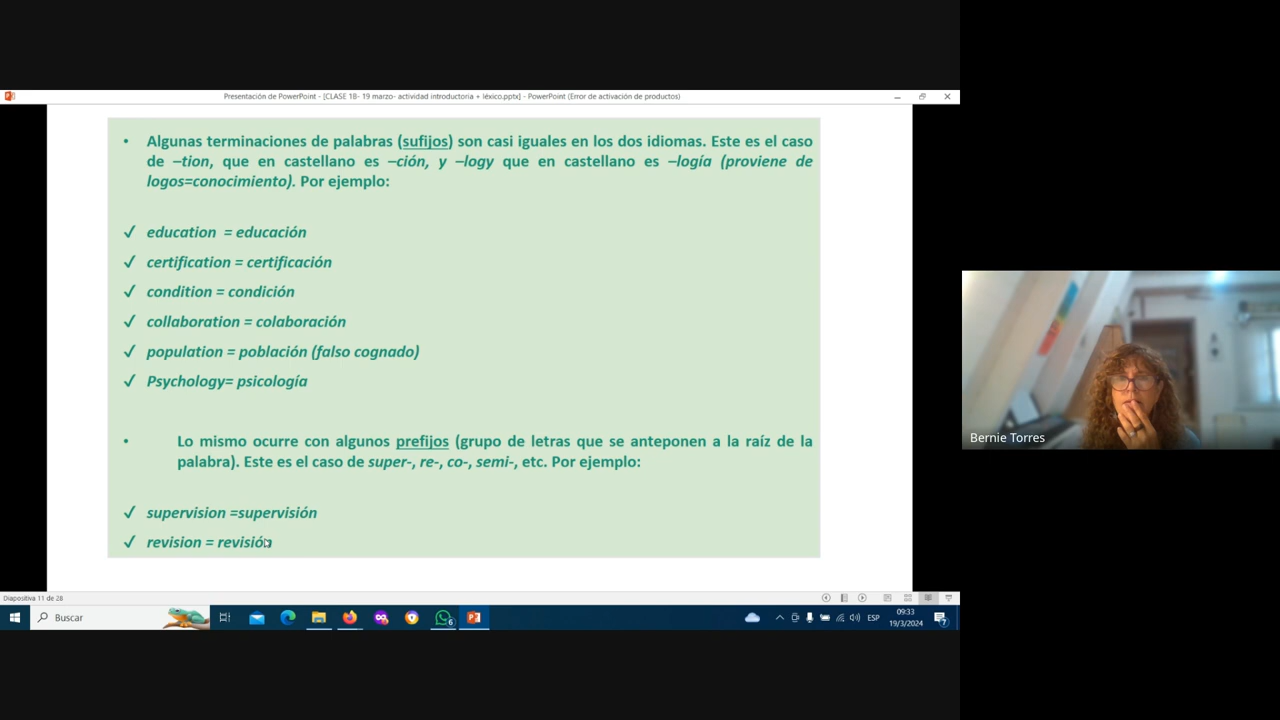 Presentación de PowerPoint - [CLASE 1B- 19 marzo- actividad introductoria + léxico.pptx] - PowerPoint (Error de activación de productos)
• Algunas terminaciones de palabras (sufijos) son casi iguales en los dos idiomas. Este es el caso
de –tion, que en castellano es –ción, y –logy que en castellano es –logía (proviene de
logos=conocimiento). Por ejemplo:
✓ education = educación
✓ certification = certificación
✓ condition = condición
✓ collaboration = colaboración
✓ population = población (falso cognado)
✓ Psychology= psicología
• Lo mismo ocurre con algunos prefijos (grupo de letras que se anteponen a la raíz de la
palabra). Este es el caso de super-, re-, co-, semi-, etc. Por ejemplo:
✓ supervision =supervisión
✓ revision = revisión
Bernie Torres
Diapositiva 11 de 28
Buscar
6
ESP
09:33
19/3/2024
7